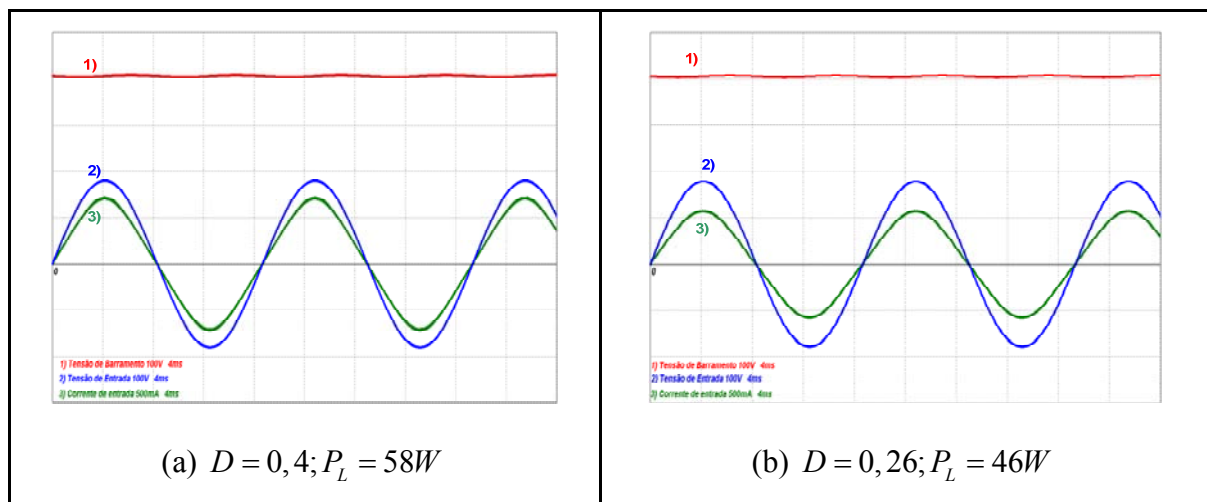 1)
2)
3)
0
1) Tensão de Barramento 100V 4ms
2) Tensão de Entrada 100V 4ms
3) Corrente de entrada 500mA 4ms
(a) D = 0,4; P_L = 58W
1)
2)
3)
0
1) Tensão de Barramento 100V 4ms
2) Tensão de Entrada 100V 4ms
3) Corrente de entrada 500mA 4ms
(b) D = 0,26; P_L = 46W